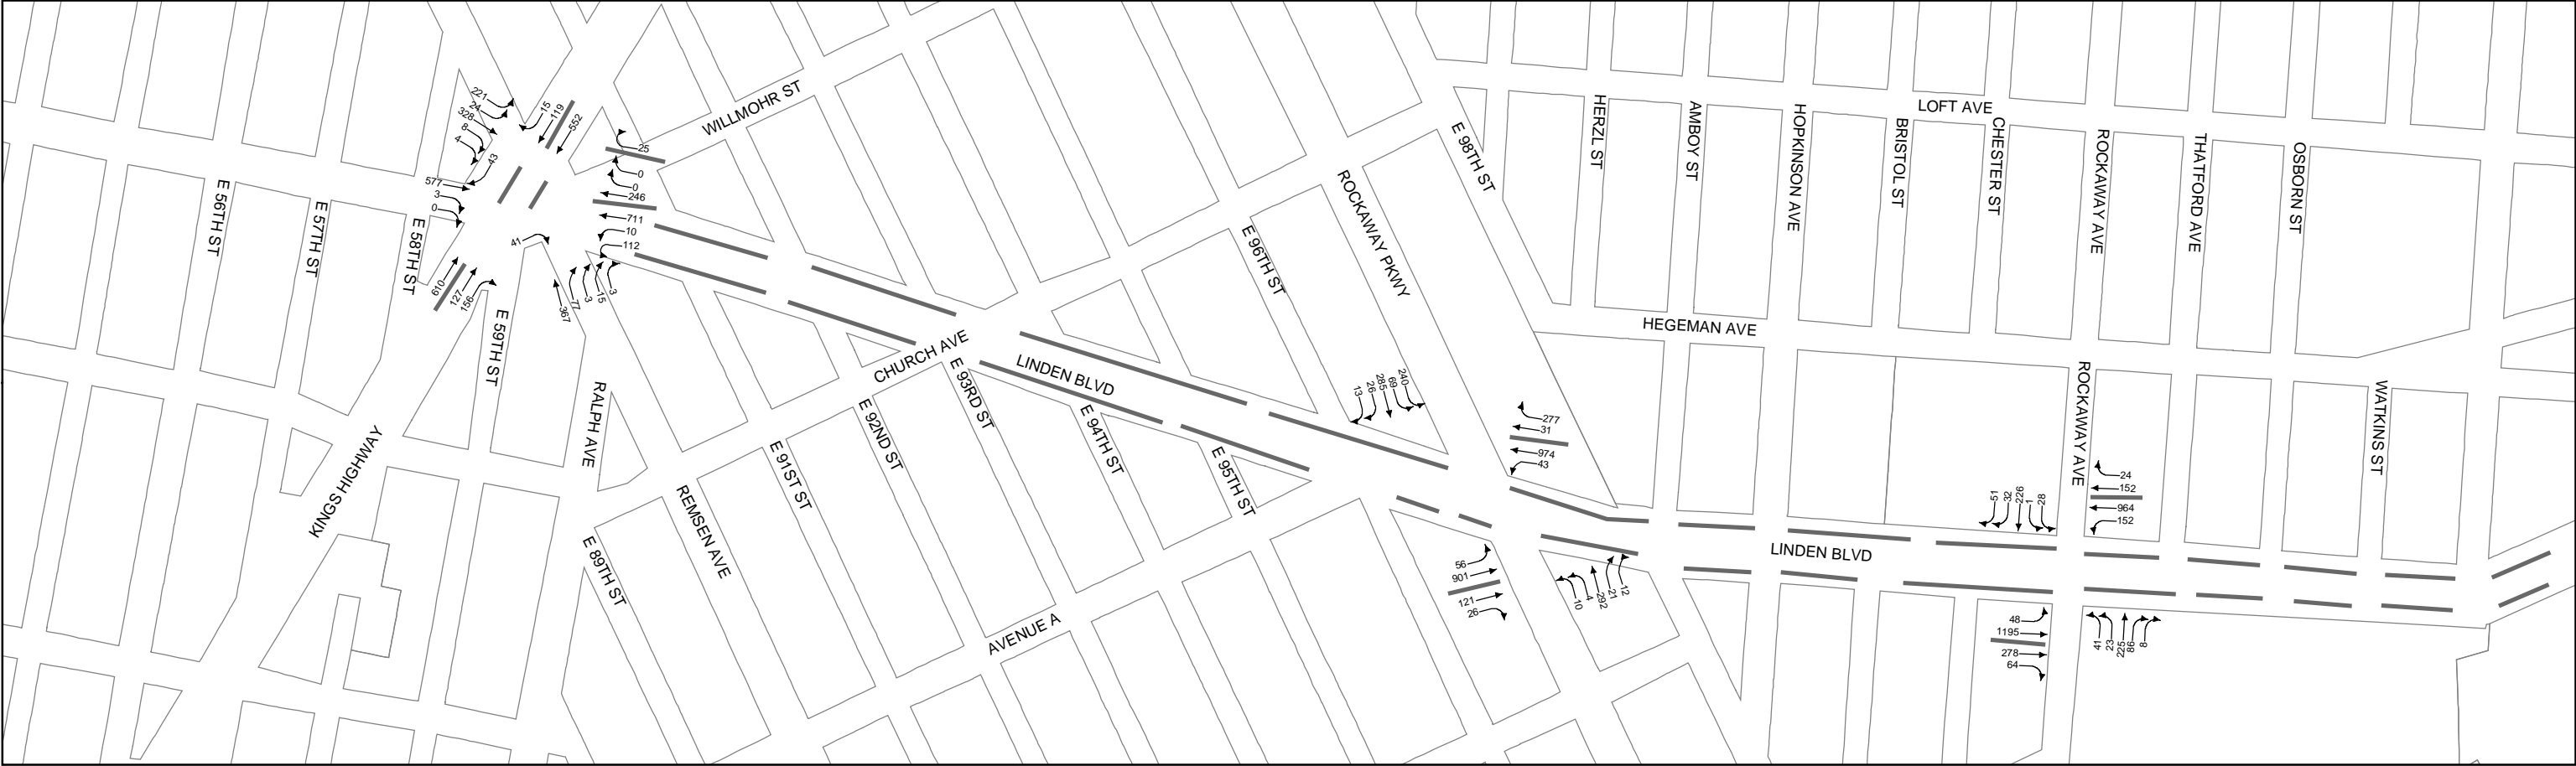 WILLMOHR ST
LOFT AVE
E 98TH ST
HERZL ST
AMBOY ST
HOPKINSON AVE
BRISTOL ST
CHESTER ST
ROCKAWAY AVE
THATFORD AVE
OSBORN ST
221
24
328
8
4
43
15
119
552
25
0
0
246
711
10
112
577
3
0
41
610
127
156
367
77
3
15
3
E 56TH ST
E 57TH ST
E 58TH ST
E 59TH ST
E 96TH ST
ROCKAWAY PKWY
HEGEMAN AVE
CHURCH AVE
LINDEN BLVD
E 93RD ST
ROCKAWAY AVE
WATKINS ST
RALPH AVE
KINGS HIGHWAY
E 92ND ST
E 94TH ST
E 91ST ST
E 95TH ST
REMSEN AVE
E 89TH ST
AVENUE A
LINDEN BLVD
13
26
285
69
240
277
31
974
43
56
901
121
26
10
4
292
21
12
51
32
226
1
28
24
152
964
152
48
1195
278
64
41
23
225
86
8